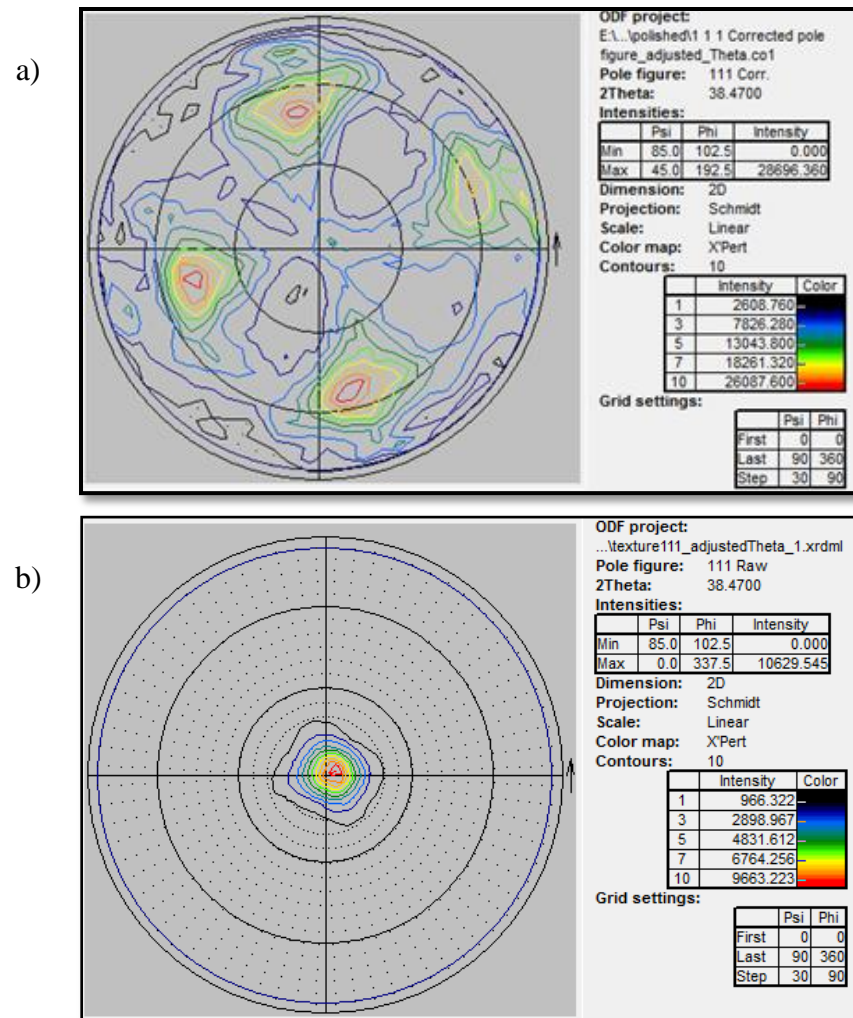 a)
ODF project:
E:\...\polished\1 1 1 Corrected pole
figure_adjusted_Theta.co1
Pole figure: 111 Corr.
2Theta: 38.4700
Intensities:
Psi Phi Intensity
Min 85.0 102.5 0.000
Max 45.0 192.5 28696.360
Dimension: 2D
Projection: Schmidt
Scale: Linear
Color map: X'Pert
Contours: 10
Intensity Color
1 2608.760
3 7826.280
5 13043.800
7 18261.320
10 26087.600
Grid settings:
Psi Phi
First 0 0
Last 90 360
Step 30 90
b)
ODF project:
...\texture111_adjustedTheta_1.xrdml
Pole figure: 111 Raw
2Theta: 38.4700
Intensities:
Psi Phi Intensity
Min 85.0 102.5 0.000
Max 0.0 337.5 10629.545
Dimension: 2D
Projection: Schmidt
Scale: Linear
Color map: X'Pert
Contours: 10
Intensity Color
1 966.322
3 2898.967
5 4831.612
7 6764.256
10 9663.223
Grid settings:
Psi Phi
First 0 0
Last 90 360
Step 30 90